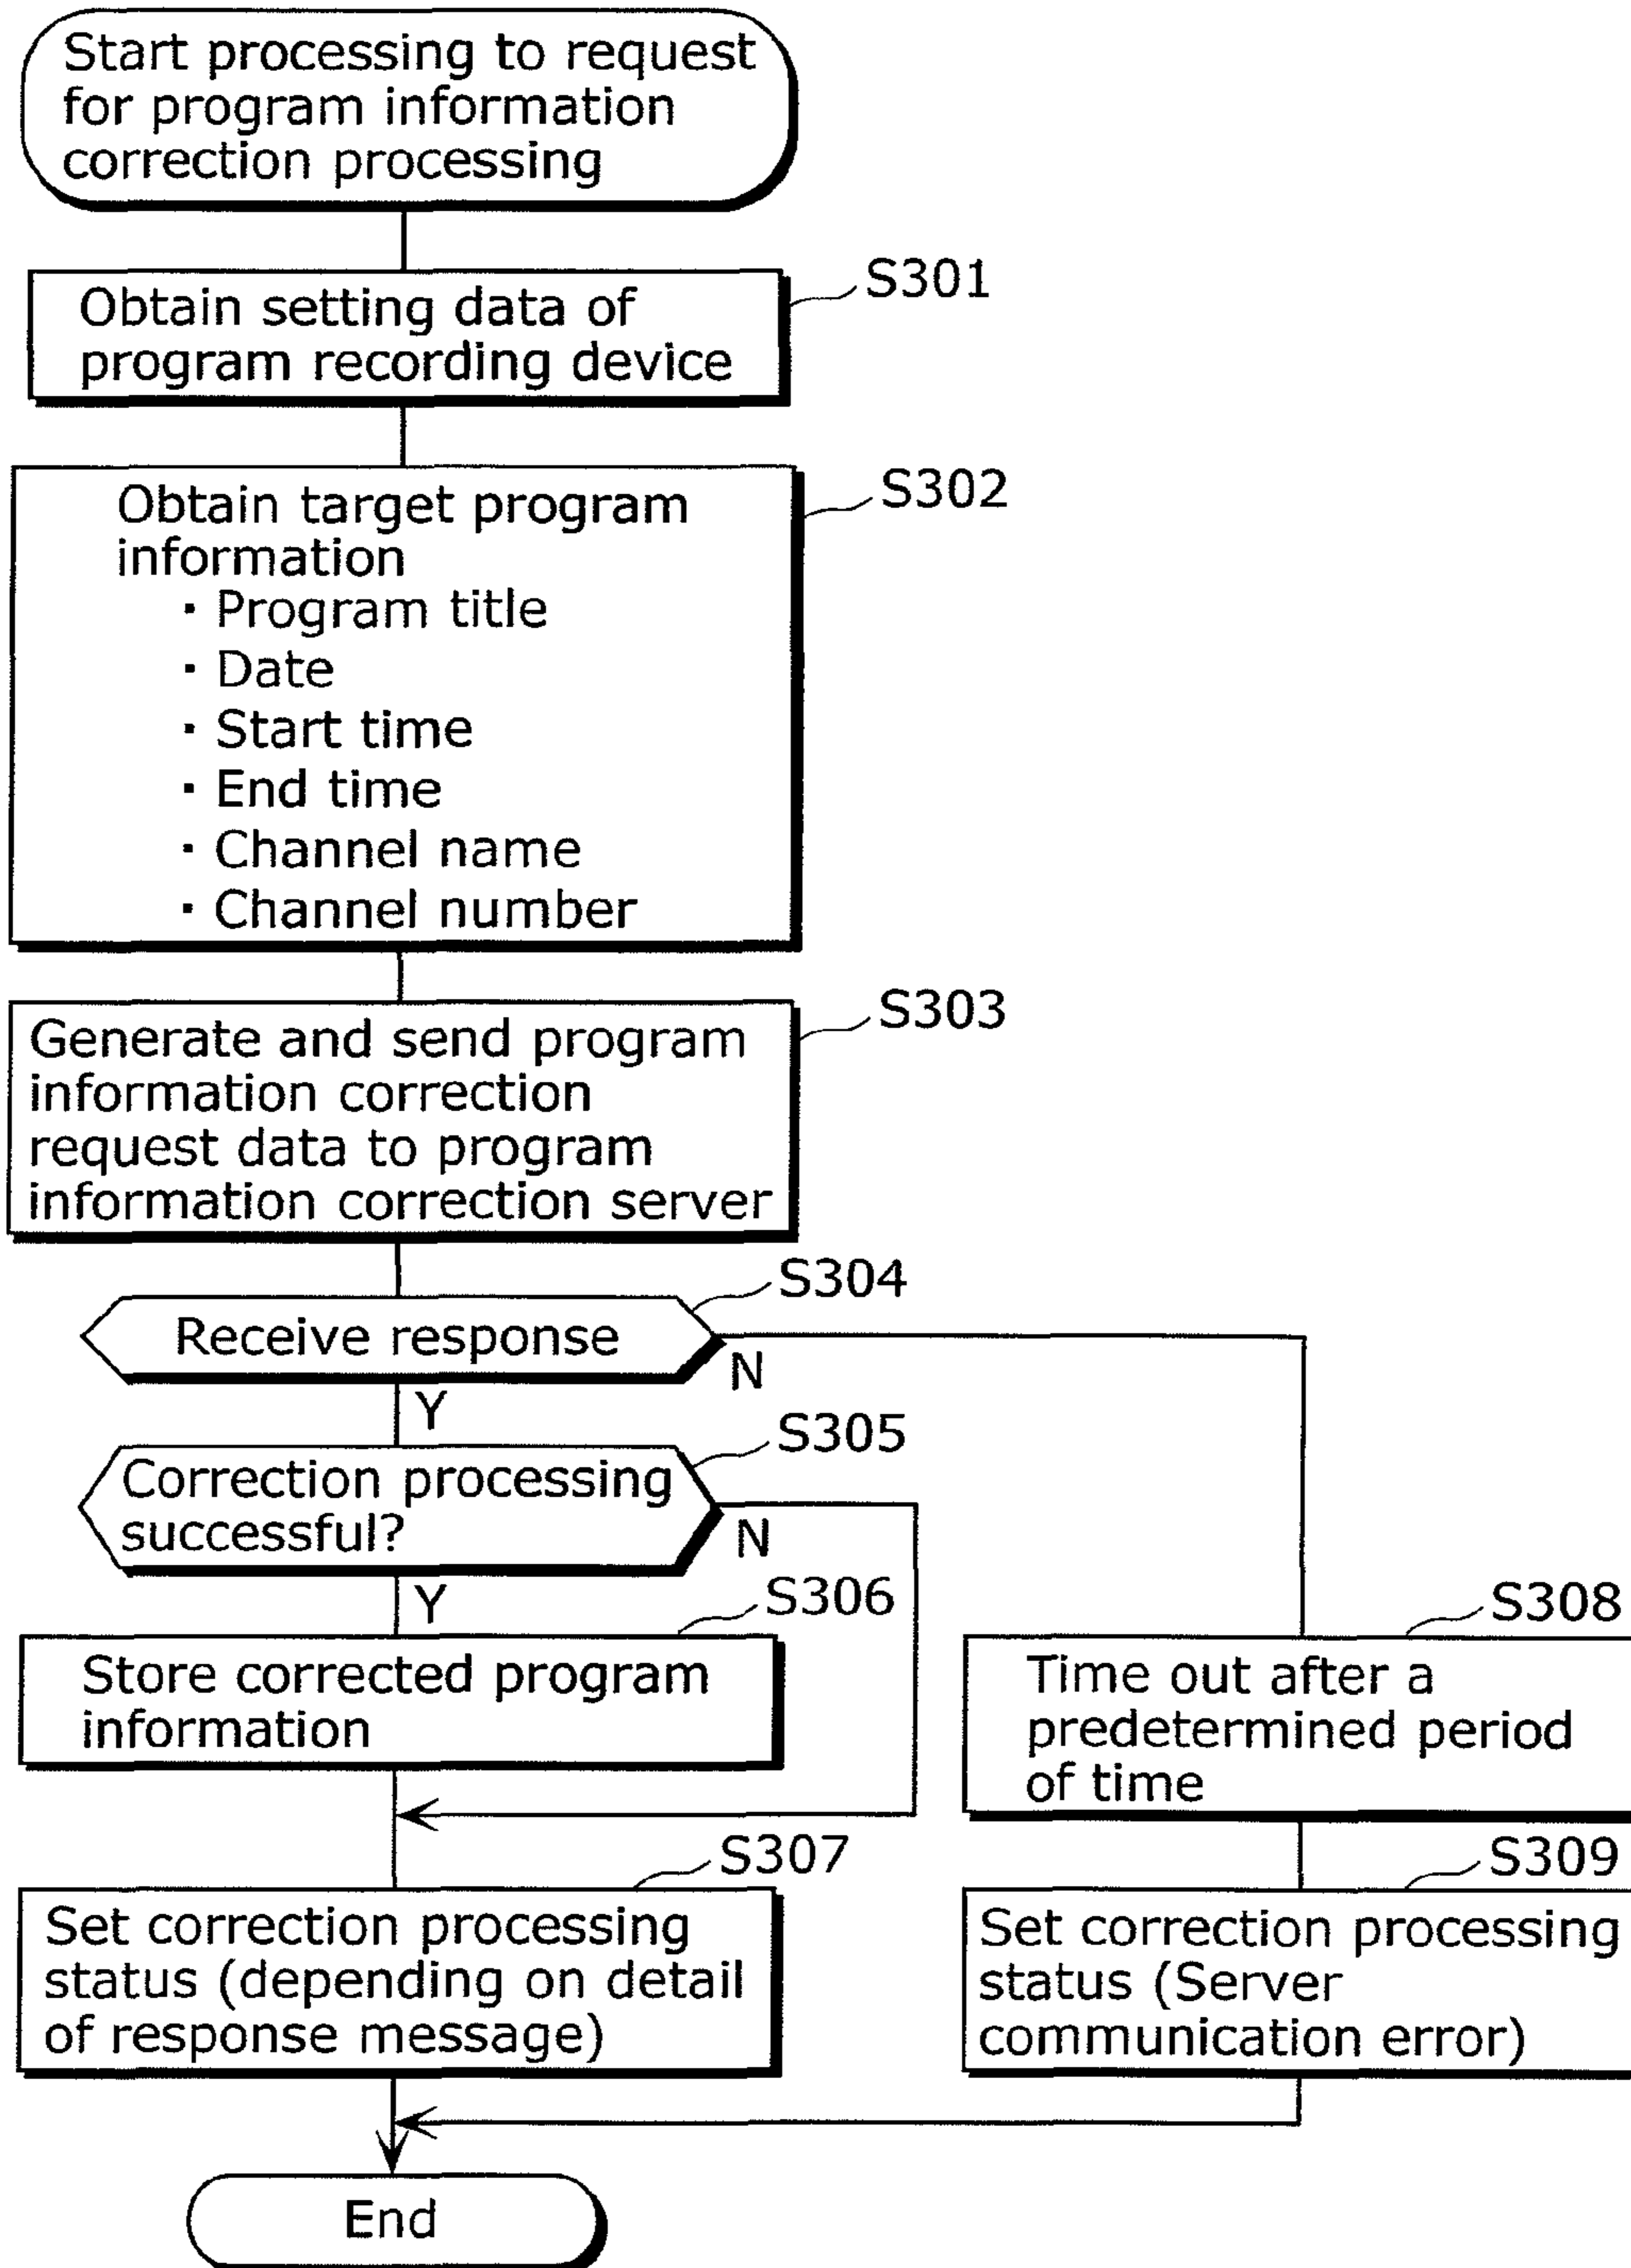 Start processing to request
for program information
correction processing
S301
Obtain setting data of
program recording device
S302
Obtain target program
information
· Program title
· Date
· Start time
· End time
· Channel name
· Channel number
S303
Generate and send program
information correction
request data to program
information correction server
S304
Receive response
N
Y
S305
Correction processing
successful?
N
Y
S306
Store corrected program
information
S308
Time out after a
predetermined period
of time
S307
Set correction processing
status (depending on detail
of response message)
S309
Set correction processing
status (Server
communication error)
End